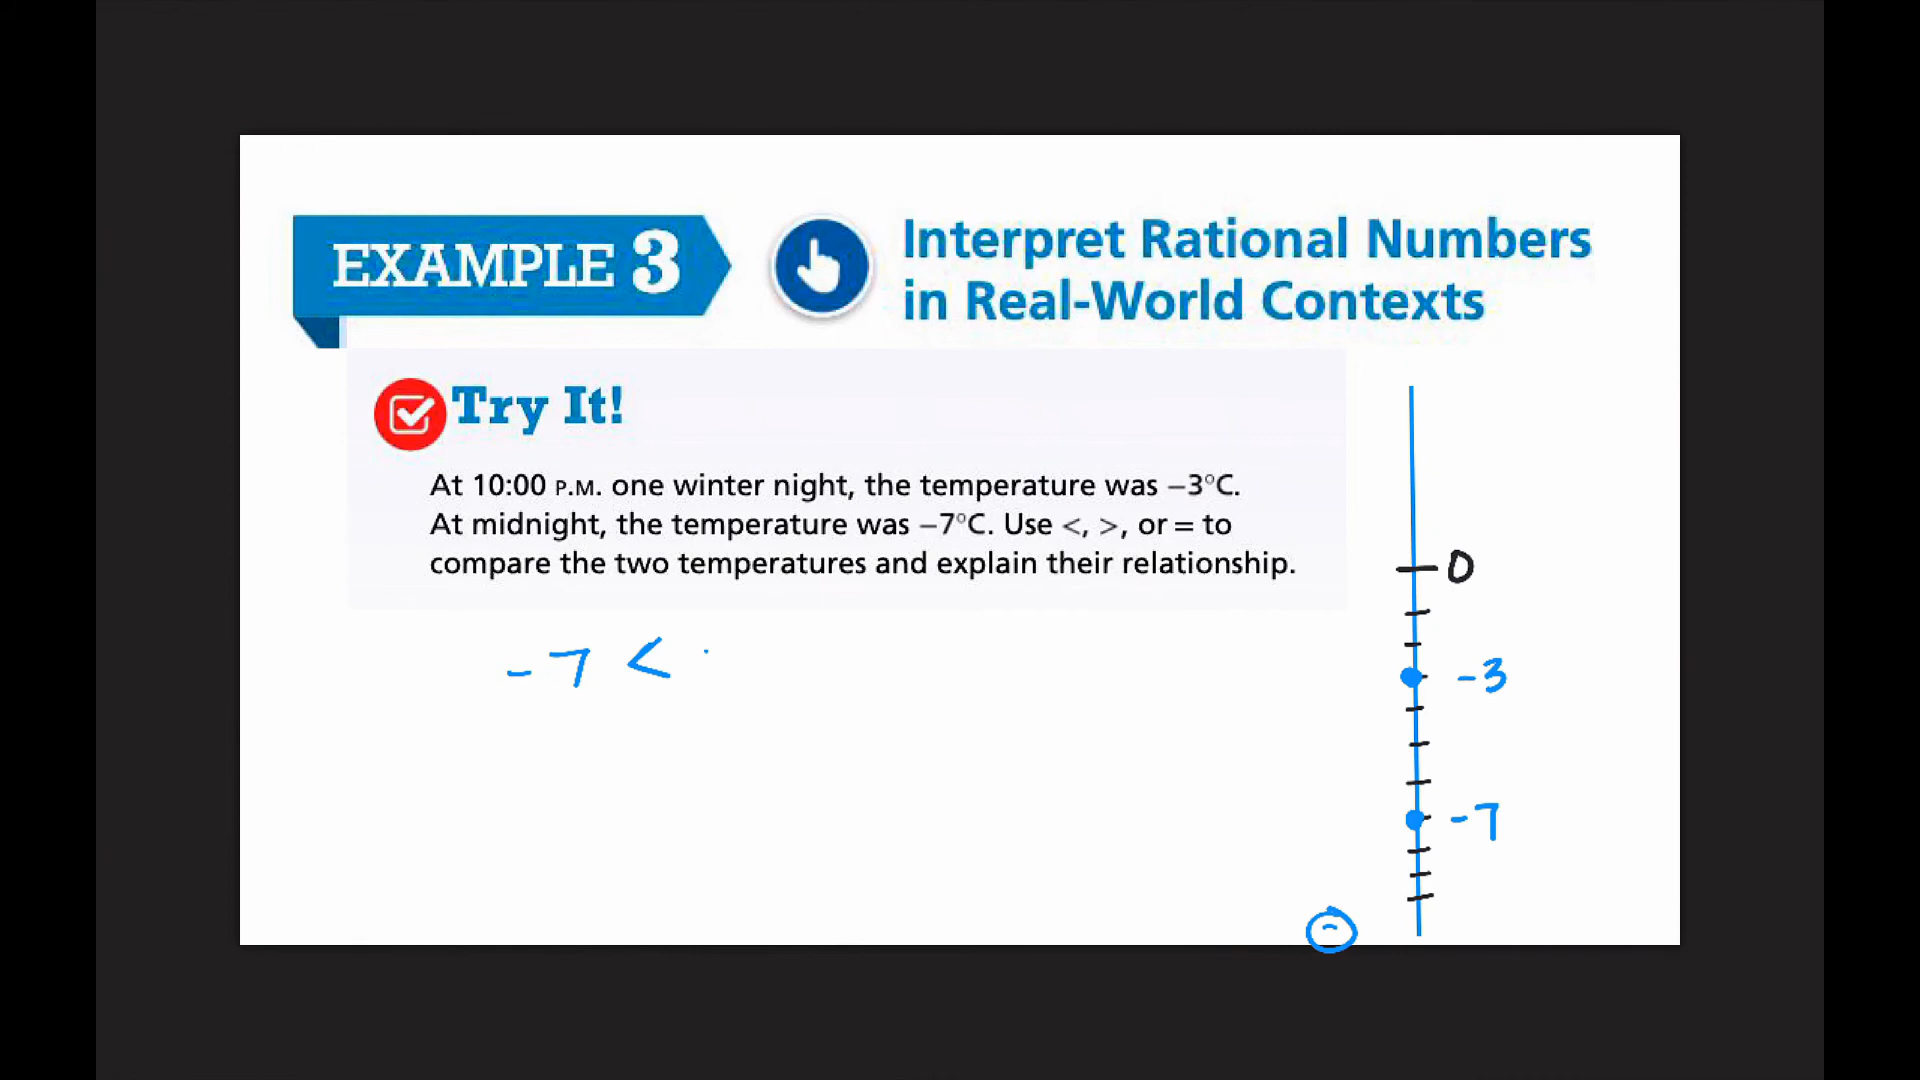 EXAMPLE 3
Interpret Rational Numbers
in Real-World Contexts
Try It!
At 10:00 P.M. one winter night, the temperature was −3°C.
At midnight, the temperature was −7°C. Use <, >, or = to
compare the two temperatures and explain their relationship.
0
-7 <
-3
-7
-